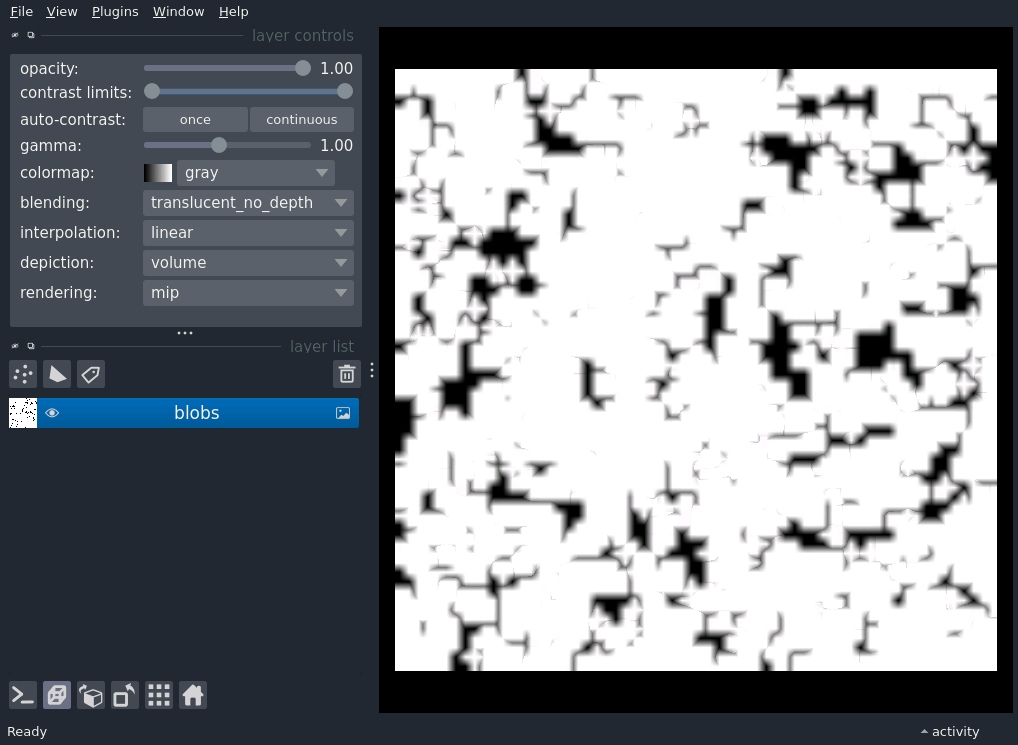 File View Plugins Window Help
layer controls
opacity: 1.00
contrast limits:
auto-contrast: once continuous
gamma: 1.00
colormap: gray
blending: translucent_no_depth
interpolation: linear
depiction: volume
rendering: mip
layer list
blobs
Ready activity